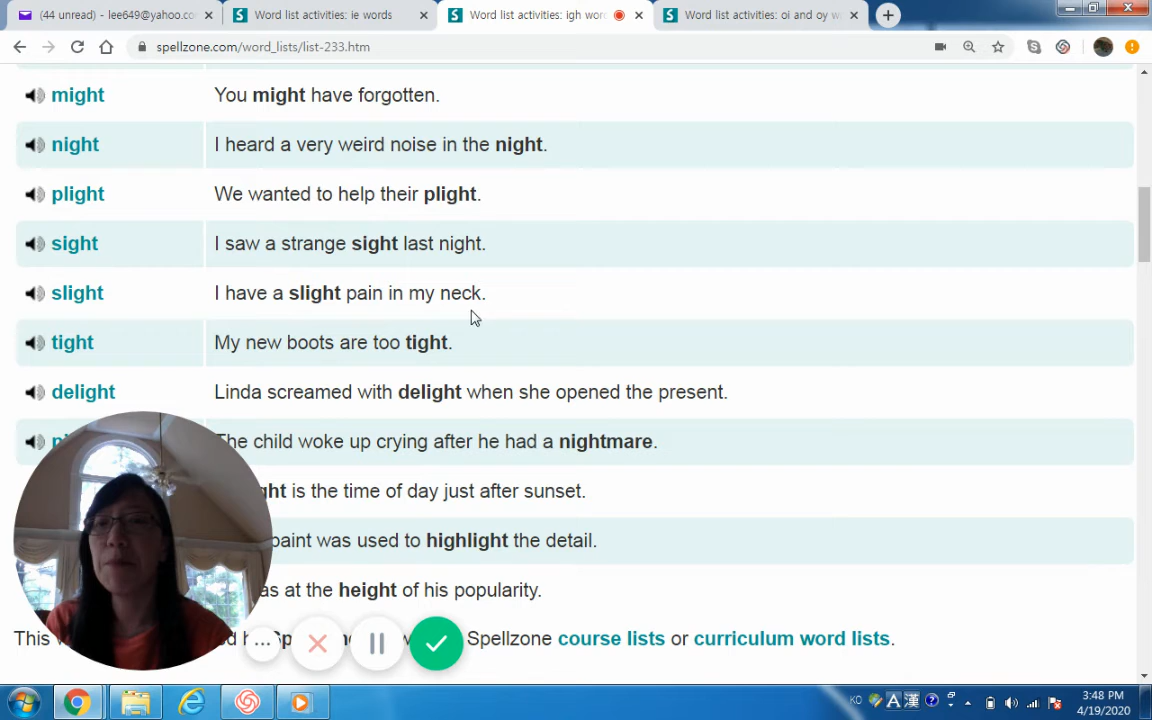 (44 unread) - lee649@yahoo.co
Word list activities: ie words
Word list activities: igh wor
Word list activities: oi and oy w
spellzone.com/word_lists/list-233.htm
might You might have forgotten.
night I heard a very weird noise in the night.
plight We wanted to help their plight.
sight I saw a strange sight last night.
slight I have a slight pain in my neck.
tight My new boots are too tight.
delight Linda screamed with delight when she opened the present.
The child woke up crying after he had a nightmare.
ght is the time of day just after sunset.
paint was used to highlight the detail.
as at the height of his popularity.
This Spellzone course lists or curriculum word lists.
KO A 漢 3:48 PM
4/19/2020